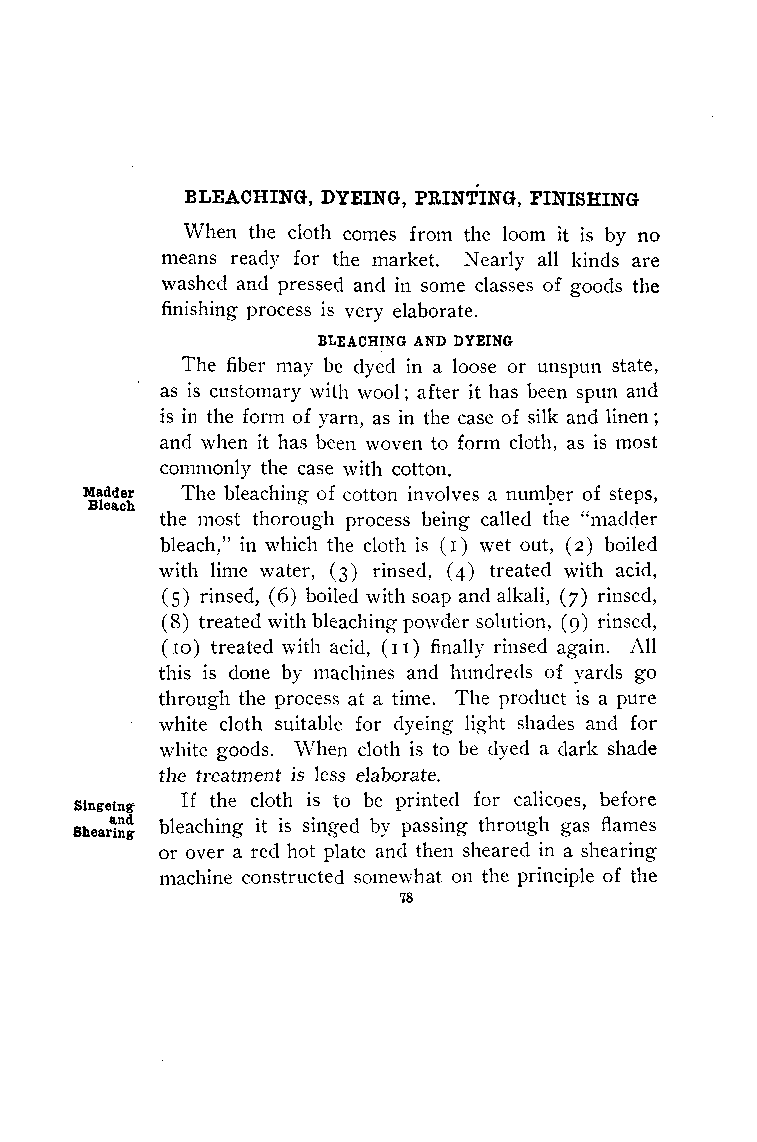 BLEACHING, DYEING, PRINTING, FINISHING
When the cloth comes from the loom it is by no
means ready for the market. Nearly all kinds are
washed and pressed and in some classes of goods the
finishing process is very elaborate.
BLEACHING AND DYEING
The fiber may be dyed in a loose or unspun state,
as is customary with wool; after it has been spun and
is in the form of yarn, as in the case of silk and linen;
and when it has been woven to form cloth, as is most
commonly the case with cotton.
Madder
Bleach
The bleaching of cotton involves a number of steps,
the most thorough process being called the “madder
bleach,” in which the cloth is (1) wet out, (2) boiled
with lime water, (3) rinsed, (4) treated with acid,
(5) rinsed, (6) boiled with soap and alkali, (7) rinsed,
(8) treated with bleaching powder solution, (9) rinsed,
(10) treated with acid, (11) finally rinsed again. All
this is done by machines and hundreds of yards go
through the process at a time. The product is a pure
white cloth suitable for dyeing light shades and for
white goods. When cloth is to be dyed a dark shade
the treatment is less elaborate.
Singeing
and
Shearing
If the cloth is to be printed for calicoes, before
bleaching it is singed by passing through gas flames
or over a red hot plate and then sheared in a shearing
machine constructed somewhat on the principle of the
78